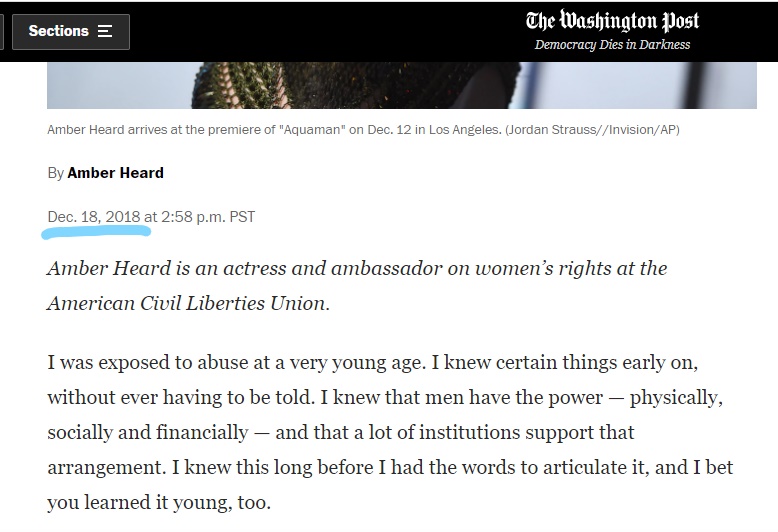 Sections
The Washington Post
Democracy Dies in Darkness
Amber Heard arrives at the premiere of "Aquaman" on Dec. 12 in Los Angeles. (Jordan Strauss//Invision/AP)
By Amber Heard
Dec. 18, 2018 at 2:58 p.m. PST
Amber Heard is an actress and ambassador on women’s rights at the
American Civil Liberties Union.
I was exposed to abuse at a very young age. I knew certain things early on,
without ever having to be told. I knew that men have the power — physically,
socially and financially — and that a lot of institutions support that
arrangement. I knew this long before I had the words to articulate it, and I bet
you learned it young, too.